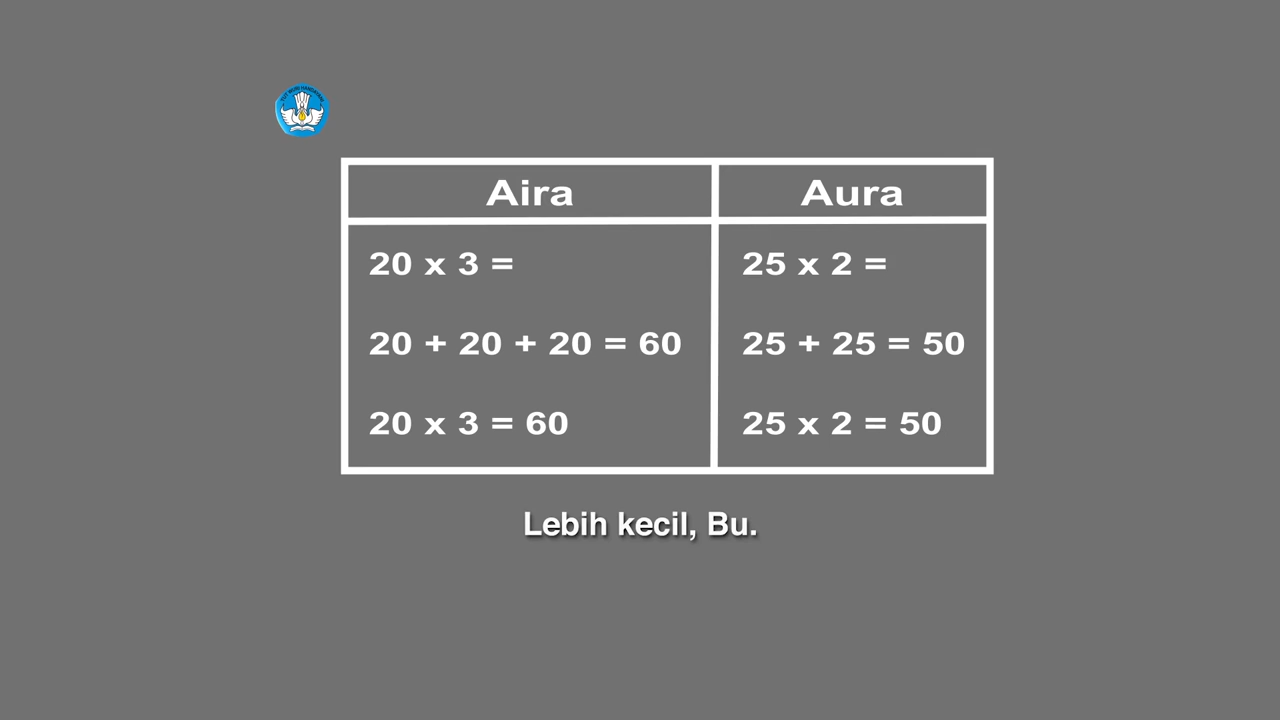 Aira Aura
20 x 3 = 25 x 2 =
20 + 20 + 20 = 60 25 + 25 = 50
20 x 3 = 60 25 x 2 = 50
Lebih kecil, Bu.